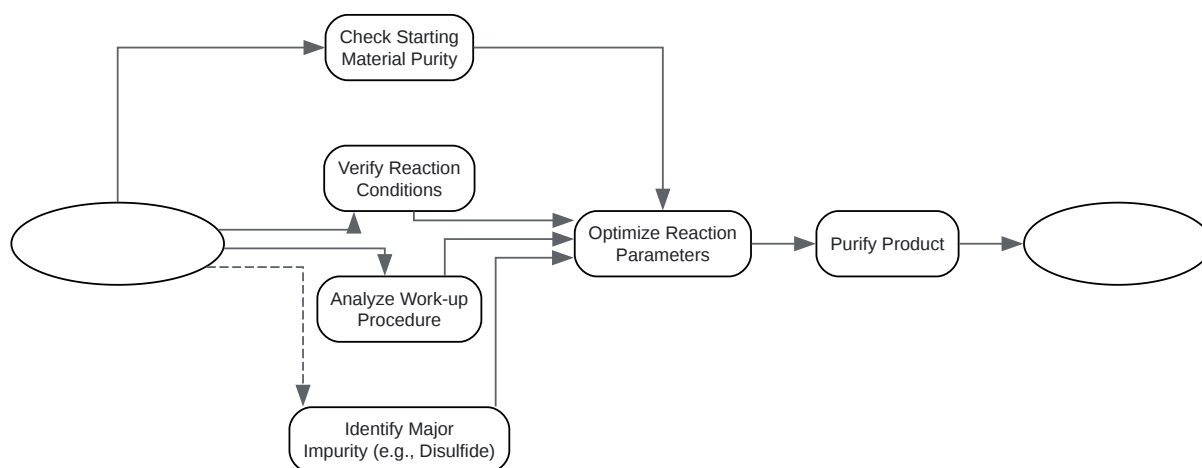 Check Starting
Material Purity
Verify Reaction
Conditions
Optimize Reaction
Parameters
Purify Product
Analyze Work-up
Procedure
Identify Major
Impurity (e.g., Disulfide)